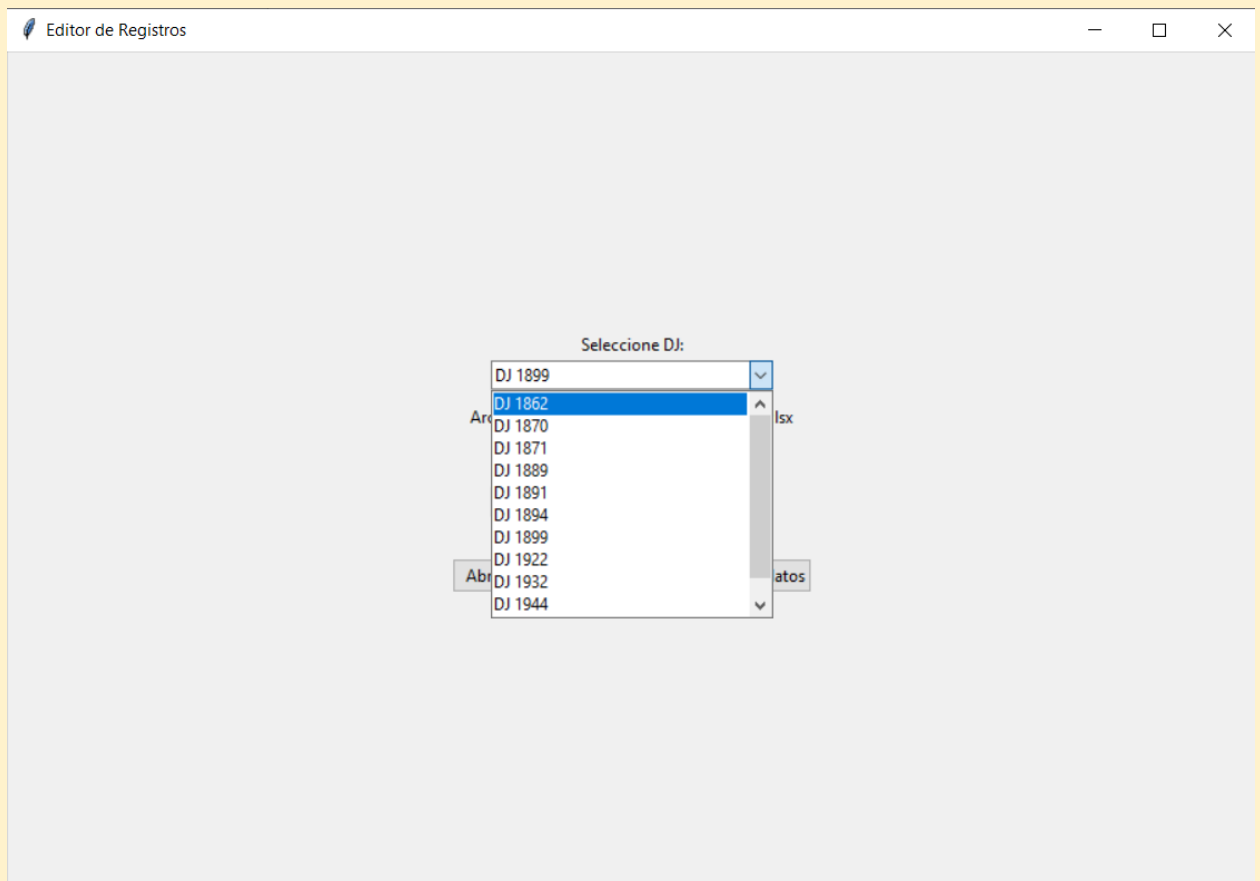 Editor de Registros
Seleccione DJ:
DJ 1899
DJ 1862
DJ 1870
DJ 1871
DJ 1889
DJ 1891
DJ 1894
DJ 1899
DJ 1922
DJ 1932
DJ 1944